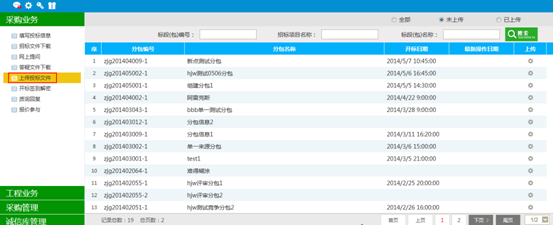 采购业务
全部 未上传 已上传
填写投标信息
标段(包)编号: 招标项目名称: 标段(包)名称: 搜索
招标文件下载
网上提问
答疑文件下载
上传投标文件
开标签到解密
质询回复
报价参与
序 分包编号 分包名称 开标日期 领取操作日期 上传
1 zjg201404009-1 新点测试分包 2014/5/7 10:45:00
2 zjg201405002-1 hjw测试0506分包 2014/5/6 16:45:00
3 zjg201405001-1 组建分包1 2014/5/5 14:30:00
4 zjg201404002-1 阿雷克斯 2014/4/22 9:00:00
5 zjg201403043-1 bbb单一测试分包 2014/3/28 9:00:00
6 zjg201403012-1 分包信息2
7 zjg201403009-1 分包信息1 2014/3/11 16:20:00
8 zjg201403002-1 单一来源分包 2014/3/6 15:00:00
9 zjg201403001-1 test1 2014/3/5 21:00:00
10 zjg201402064-1 难得糊涂
11 zjg201402055-1 hjw评审分包1 2014/2/25 20:00:00
12 zjg201402055-2 hjw评审分包2
13 zjg201402051-1 hjw测试竞争分包2 2014/2/26 16:00:00
工程业务
采购管理
诚信库管理
记录总数:19 总页数:2 首页 上页 1 2 下页 尾页 1/2